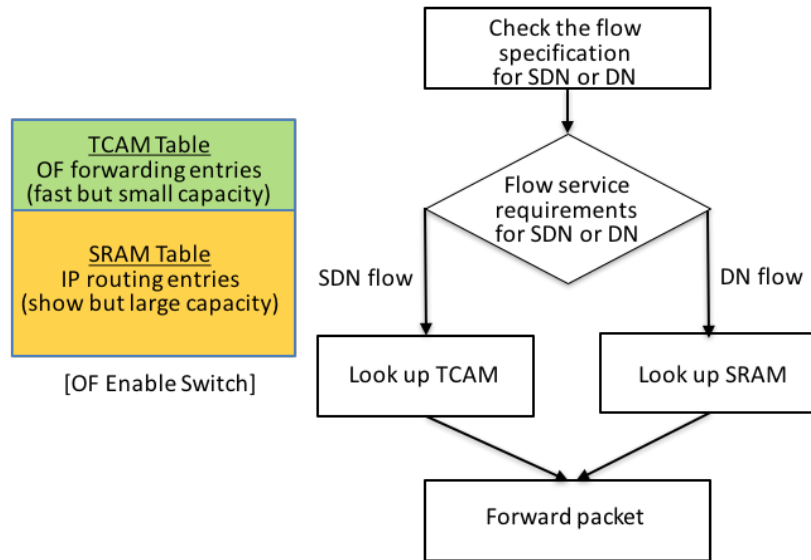 TCAM Table
OF forwarding entries
(fast but small capacity)
SRAM Table
IP routing entries
(show but large capacity)
[OF Enable Switch]
Check the flow
specification
for SDN or DN
Flow service
requirements
for SDN or DN
SDN flow
DN flow
Look up TCAM
Look up SRAM
Forward packet